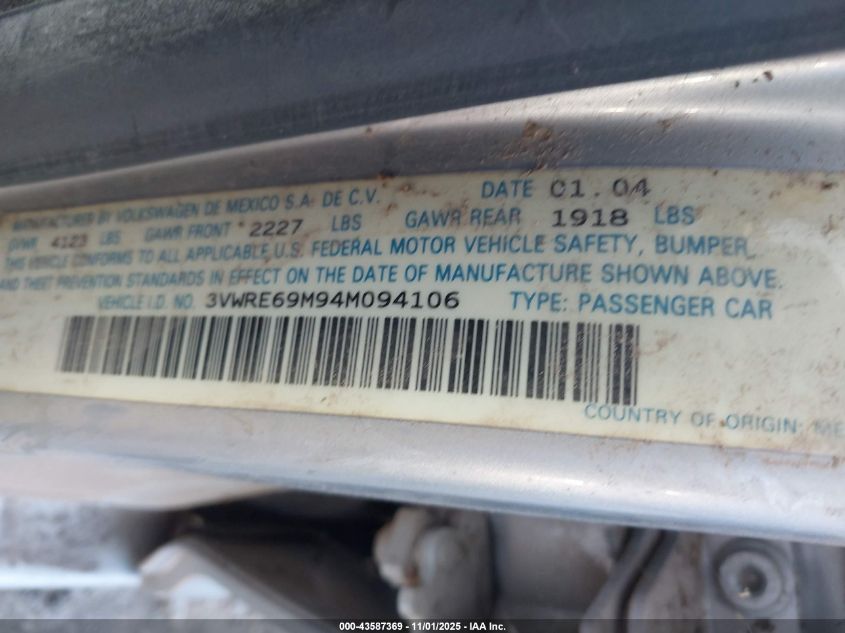 MANUFACTURED BY VOLKSWAGEN DE MEXICO S.A. DE C.V. DATE 01.04
GVWR 4123 LBS GAWR FRONT 2227 LBS GAWR REAR 1918 LBS
THIS VEHICLE CONFORMS TO ALL APPLICABLE U.S. FEDERAL MOTOR VEHICLE SAFETY, BUMPER,
AND THEFT PREVENTION STANDARDS IN EFFECT ON THE DATE OF MANUFACTURE SHOWN ABOVE.
VEHICLE I.D. NO. 3VWRE69M94M094106 TYPE: PASSENGER CAR
COUNTRY OF ORIGIN: ME
000-43587369 | 11/01/2025 - IAA Inc.